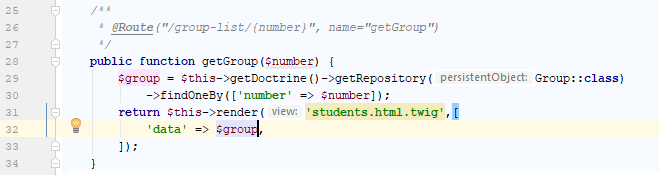 25 /**
26 * @Route("/group-list/{number}", name="getGroup")
27 */
28 public function getGroup($number) {
29 $group = $this->getDoctrine()->getRepository( persistentObject: Group::class)
30 ->findOneBy(['number' => $number]);
31 return $this->render( view: 'students.html.twig',[
32 'data' => $group,
33 ]);
34 }